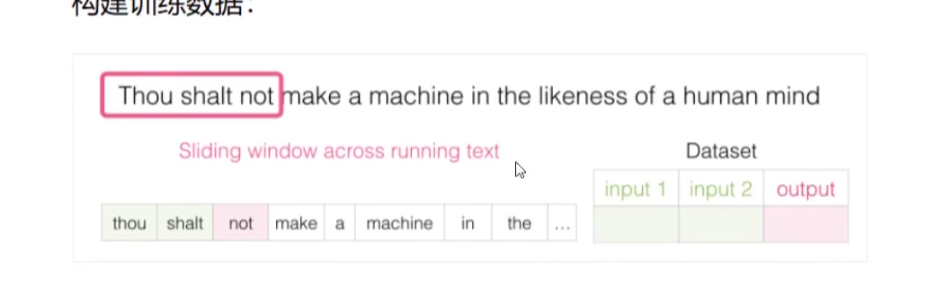 构建训练数据：
Thou shalt not make a machine in the likeness of a human mind
Sliding window across running text
Dataset
input 1 input 2 output
thou shalt not make a machine in the ...